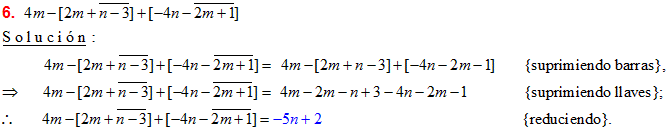 6. 4m−[2m+n−3̅]+[−4n−2m+1̅]
Solución:
4m−[2m+n−3̅]+[−4n−2m+1̅]= 4m−[2m+n−3]+[−4n−2m−1] {suprimiendo barras},
⇒ 4m−[2m+n−3̅]+[−4n−2m+1̅]= 4m−2m−n+3−4n−2m−1 {suprimiendo llaves};
∴ 4m−[2m+n−3̅]+[−4n−2m+1̅]=−5n+2 {reduciendo}.